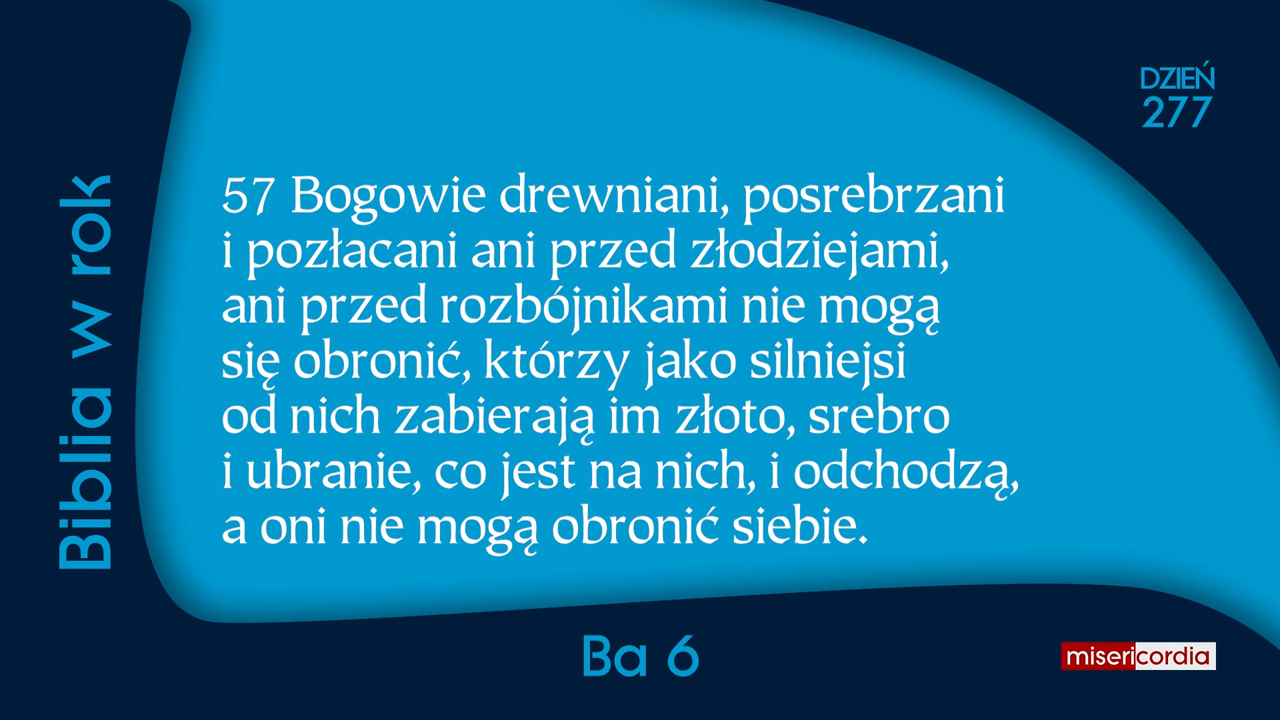 DZIEŃ
277
Biblia w rok
57 Bogowie drewniani, posrebrzani
i pozłacani ani przed złodziejami,
ani przed rozbójnikami nie mogą
się obronić, którzy jako silniejsi
od nich zabierają im złoto, srebro
i ubranie, co jest na nich, i odchodzą,
a oni nie mogą obronić siebie.
Ba 6
misericordia